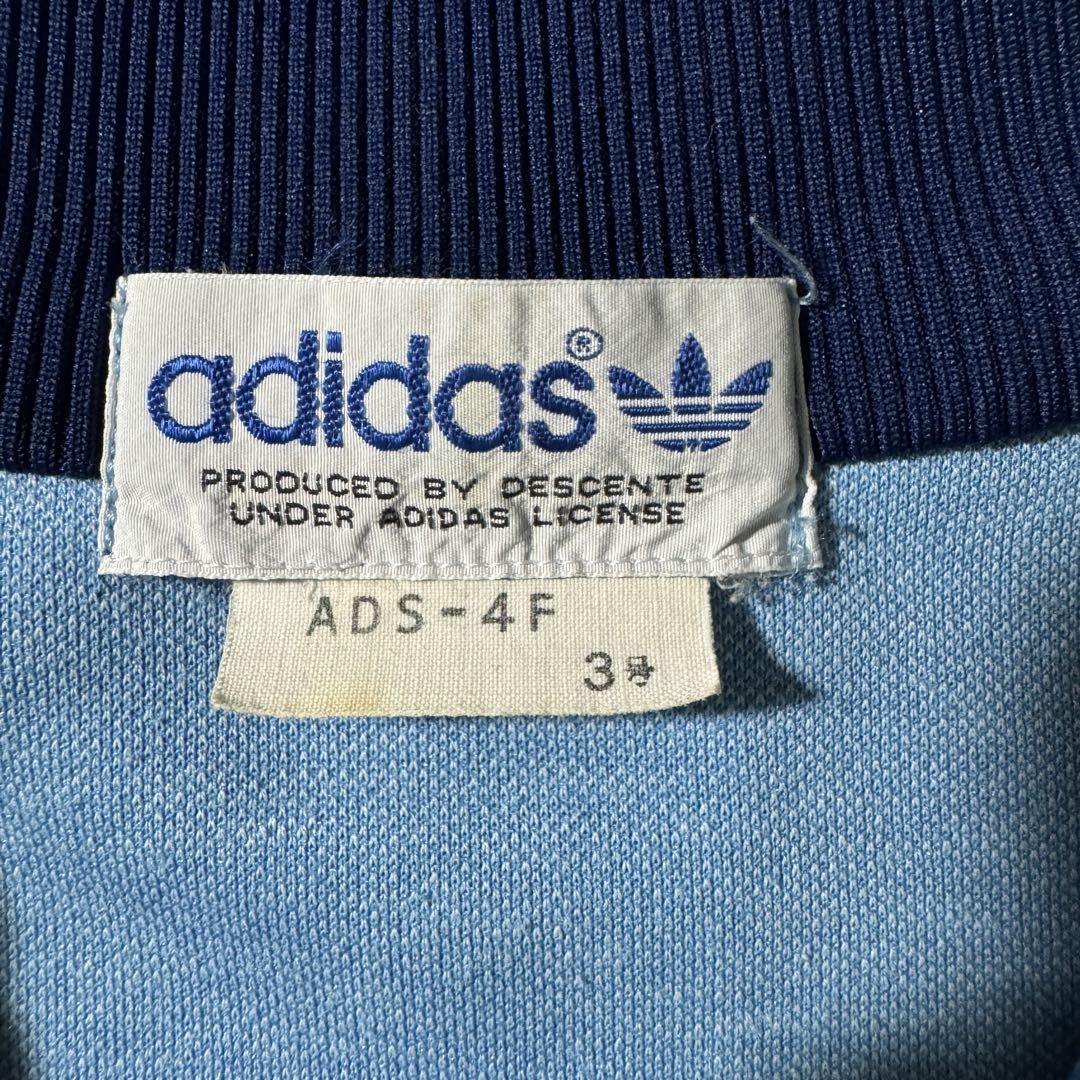 adidas®
PRODUCED BY DESCENTE
UNDER ADIDAS LICENSE
ADS-4F
3号